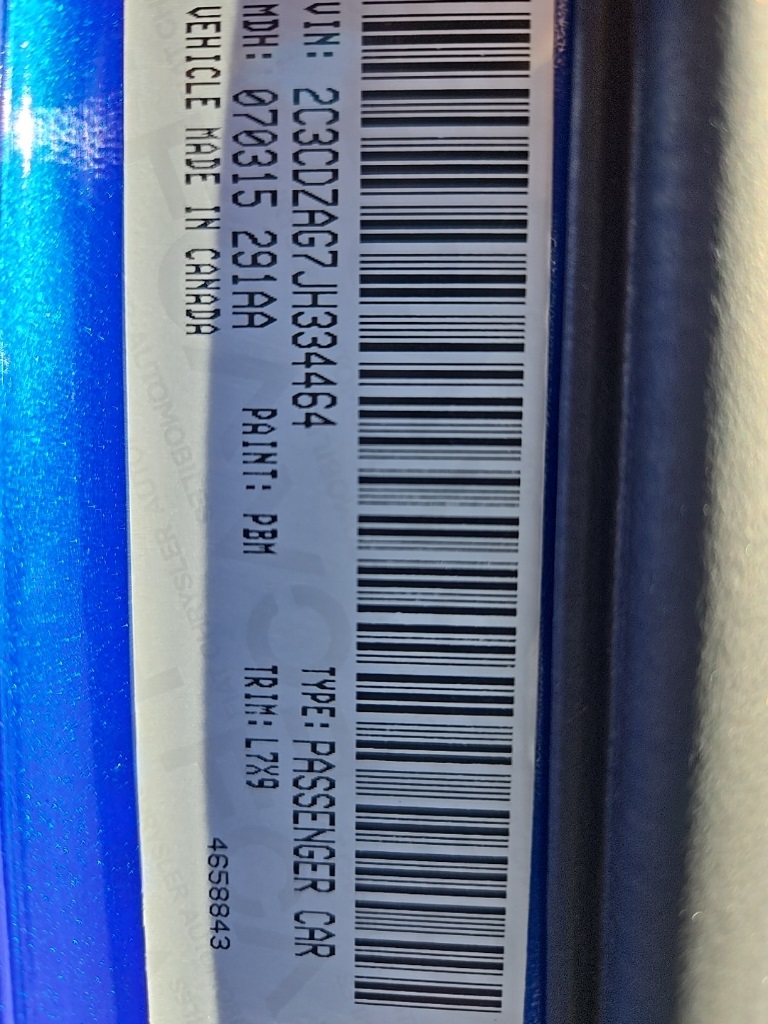 VIN: 2C3CDZAG7JH334464 TYPE: PASSENGER CAR
MDH: 070315 291AA PAINT: PBM TRIM: L7X9
VEHICLE MADE IN CANADA
4658843